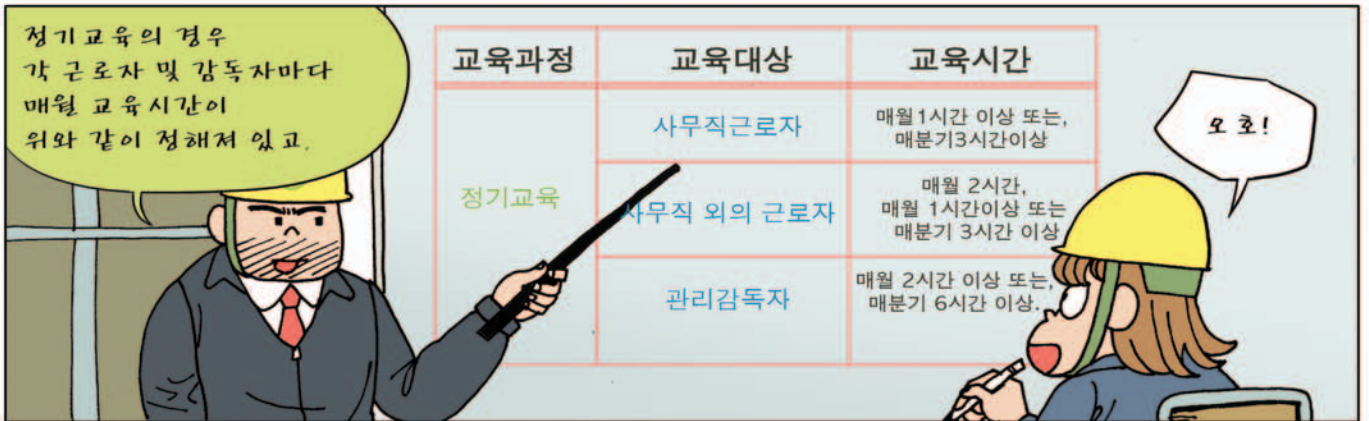 정기교육의 경우
각 근로자 및 감독자마다
매월 교육시간이
위와 같이 정해져 있고.
교육과정 교육대상 교육시간
정기교육
사무직근로자
매월1시간 이상 또는,
매분기3시간이상
사무직 외의 근로자
매월 2시간,
매월 1시간이상 또는
매분기 3시간 이상
관리감독자
매월 2시간 이상 또는,
매분기 6시간 이상.
오호!